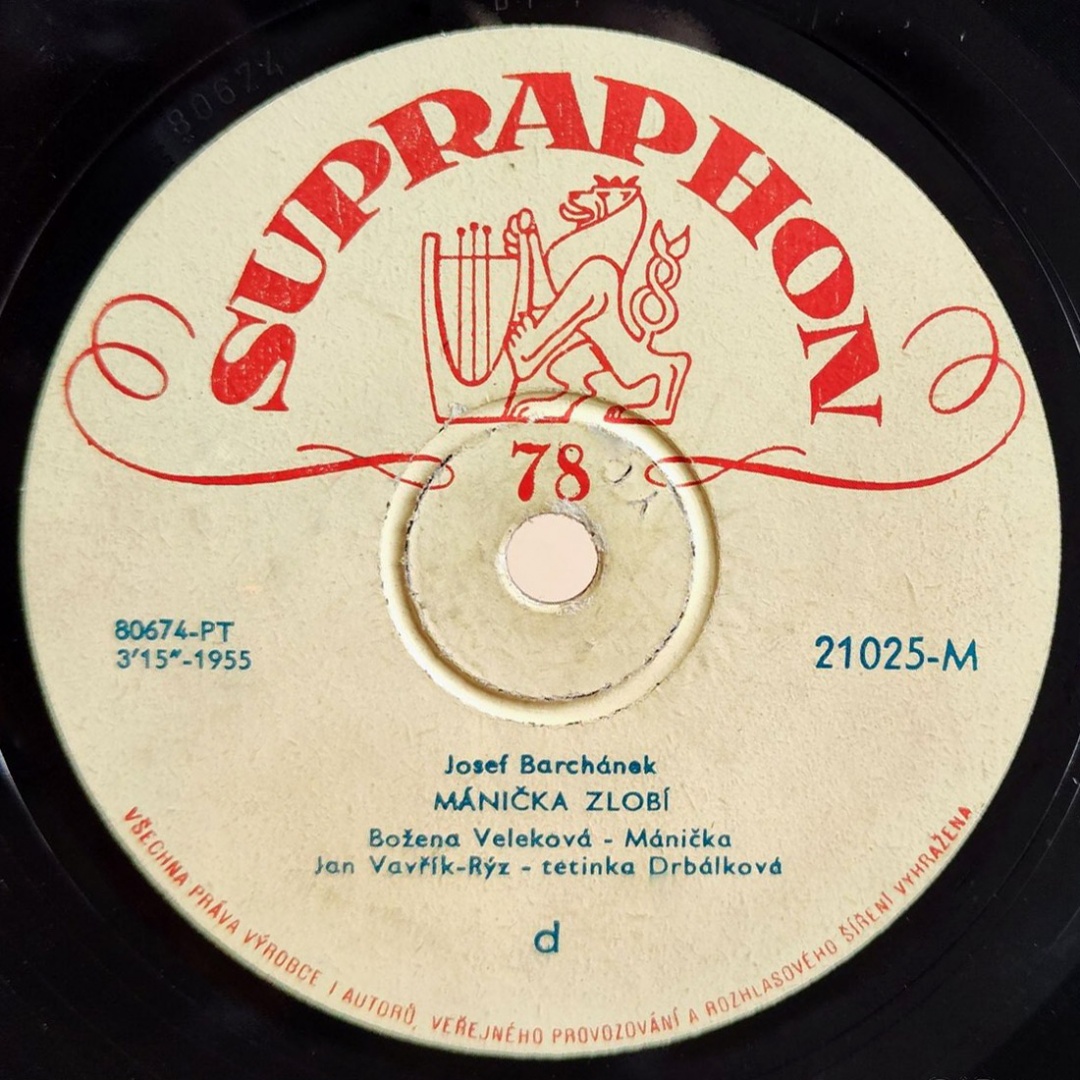 80674
SUPRAPHON
78
80674-PT
3′15″-1955
21025-M
Josef Barchánek
MÁNIČKA ZLOBÍ
Božena Veleková - Mánička
Jan Vavřík-Rýz - tetinka Drbálková
d
VŠECHNA PRÁVA VÝROBCE I AUTORŮ, VEŘEJNÉHO PROVOZOVÁNÍ A ROZHLASOVÉHO ŠÍŘENÍ VYHRAŽENA